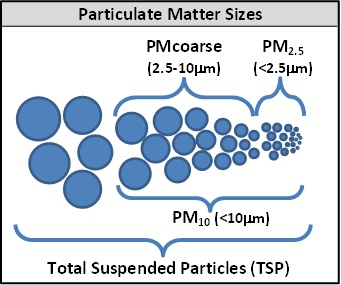 Particulate Matter Sizes
PMcoarse
(2.5-10µm)
PM2.5
(<2.5µm)
PM10 (<10µm)
Total Suspended Particles (TSP)